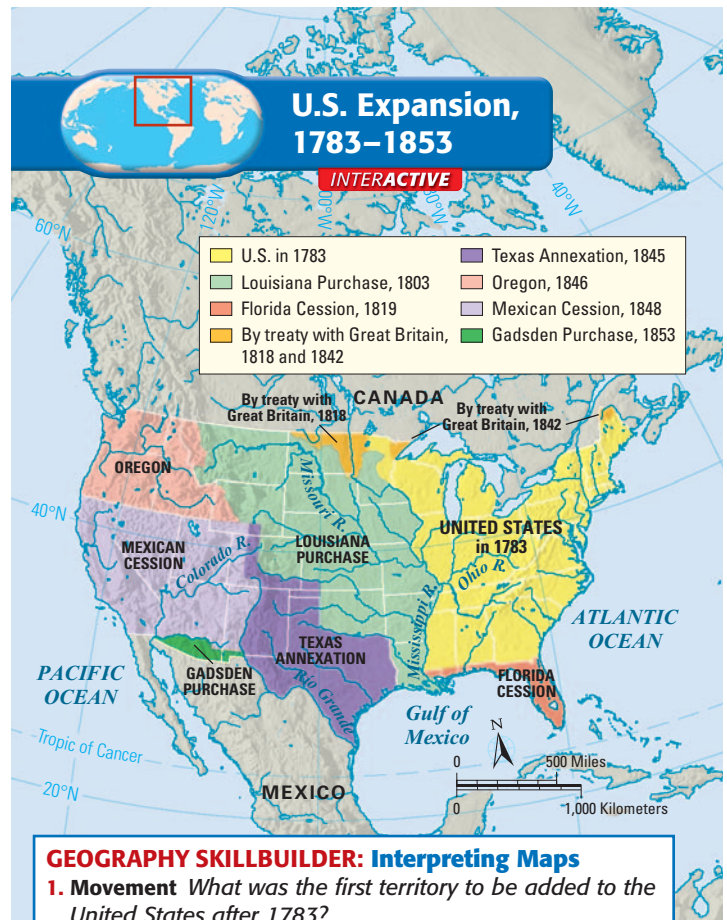 U.S. Expansion,
1783–1853
INTERACTIVE
60°N
120°W
100°W
80°W
40°W
U.S. in 1783
Louisiana Purchase, 1803
Florida Cession, 1819
By treaty with Great Britain,
1818 and 1842
Texas Annexation, 1845
Oregon, 1846
Mexican Cession, 1848
Gadsden Purchase, 1853
By treaty with
Great Britain, 1818
CANADA
By treaty with
Great Britain, 1842
OREGON
Missouri R.
40°N
MEXICAN
CESSION
Colorado R.
LOUISIANA
PURCHASE
UNITED STATES
in 1783
Ohio R.
Mississippi R.
ATLANTIC
OCEAN
TEXAS
ANNEXATION
GADSDEN
PURCHASE
Rio Grande
FLORIDA
CESSION
PACIFIC
OCEAN
Gulf of
Mexico
N
Tropic of Cancer
0 500 Miles
0 1,000 Kilometers
20°N
MEXICO
GEOGRAPHY SKILLBUILDER: Interpreting Maps
1. Movement What was the first territory to be added to the
United States after 1783?